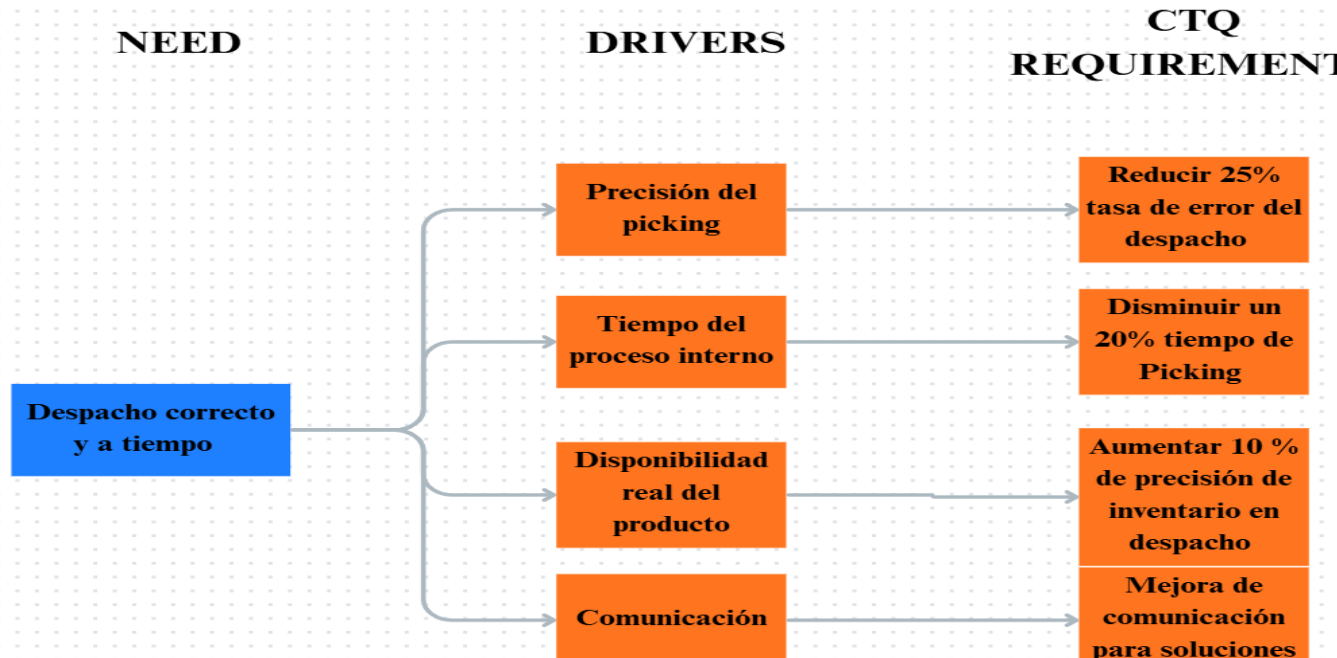 NEED
DRIVERS
CTQ
REQUIREMENT
Despacho correcto
y a tiempo
Precisión del
picking
Reducir 25%
tasa de error del
despacho
Tiempo del
proceso interno
Disminuir un
20% tiempo de
Picking
Disponibilidad
real del
producto
Aumentar 10 %
de precisión de
inventario en
despacho
Comunicación
Mejora de
comunicación
para soluciones